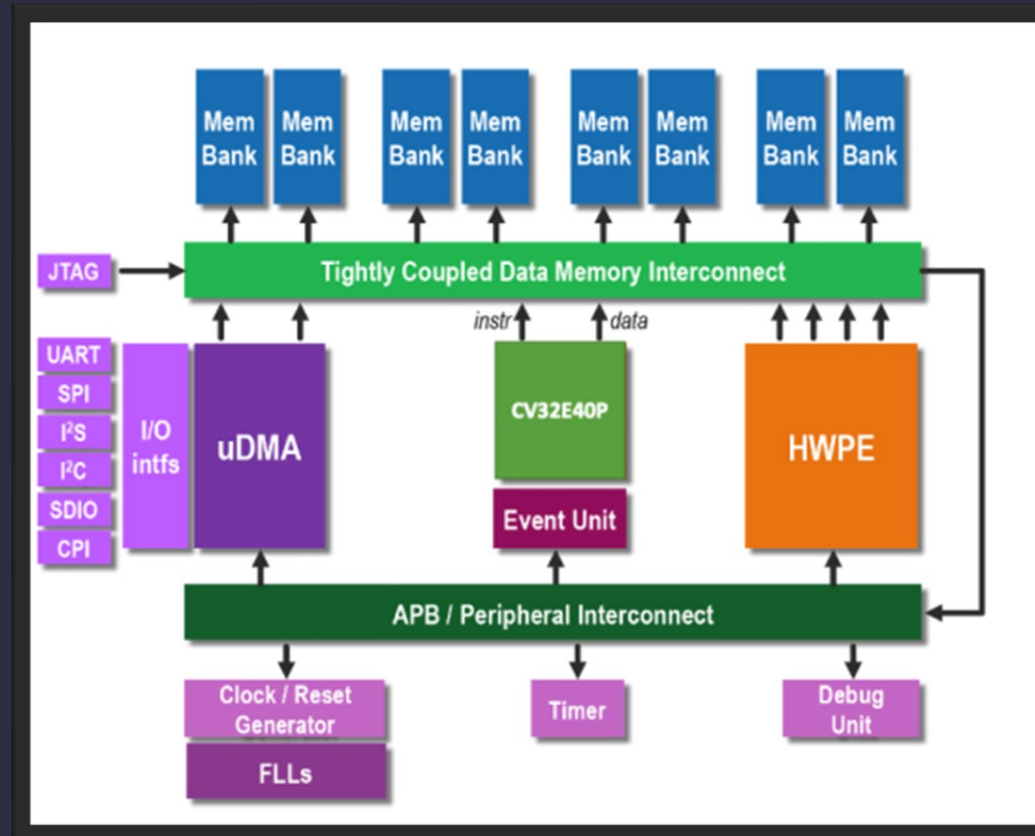 Mem Bank
Mem Bank
Mem Bank
Mem Bank
Mem Bank
Mem Bank
Mem Bank
Mem Bank
JTAG
Tightly Coupled Data Memory Interconnect
instr
data
UART
SPI
I²S
I²C
SDIO
CPI
I/O
intfs
uDMA
CV32E40P
Event Unit
HWPE
APB / Peripheral Interconnect
Clock / Reset
Generator
FLLs
Timer
Debug
Unit